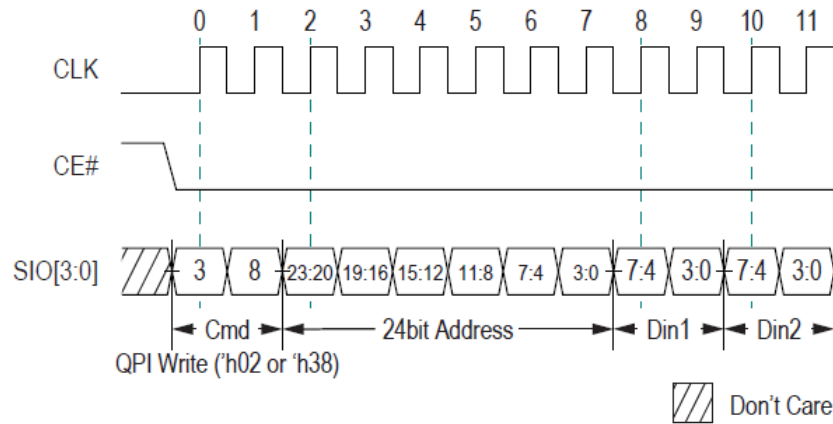 0 1 2 3 4 5 6 7 8 9 10 11
CLK
CE#
SIO[3:0] 3 8 23:20 19:16 15:12 11:8 7:4 3:0 7:4 3:0 7:4 3:0
Cmd 24bit Address Din1 Din2
QPI Write ('h02 or ‘h38)
Don't Care